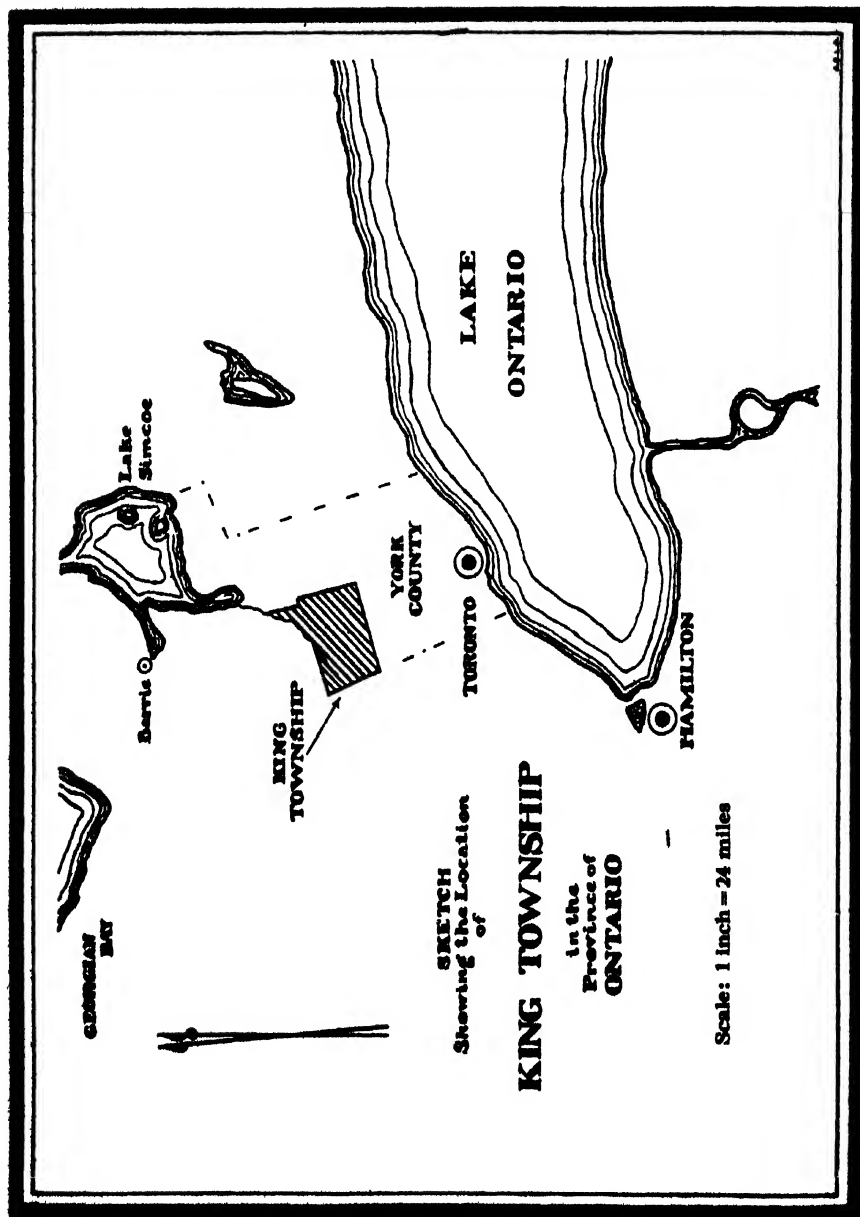 GEORGIAN
BAY
Barrie
Lake
Simcoe
KING
TOWNSHIP
YORK
COUNTY
TORONTO
LAKE
ONTARIO
HAMILTON
SKETCH
Showing the Location
of
KING TOWNSHIP
in the
Province of
ONTARIO
Scale: 1 inch = 24 miles